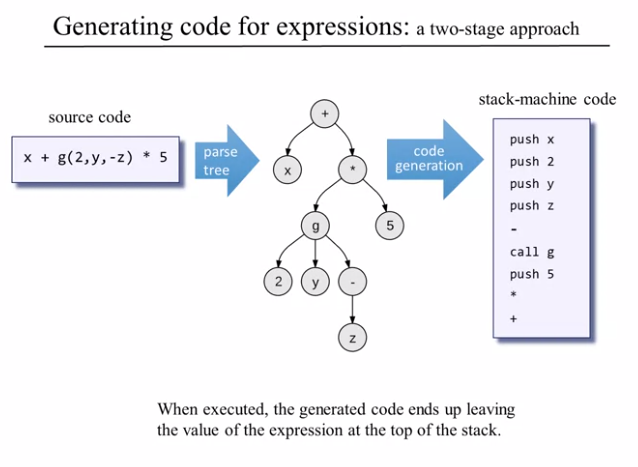 Generating code for expressions: a two-stage approach
source code
x + g(2,y,-z) * 5
parse
tree
+
x
*
g
5
2
y
-
z
code
generation
stack-machine code
push x
push 2
push y
push z
-
call g
push 5
*
+
When executed, the generated code ends up leaving
the value of the expression at the top of the stack.